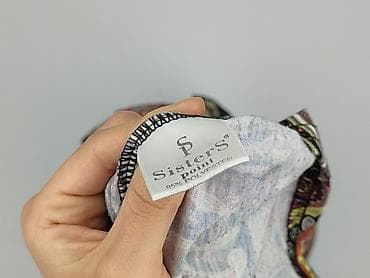 SP
SisterS
point
95% POLYESTER